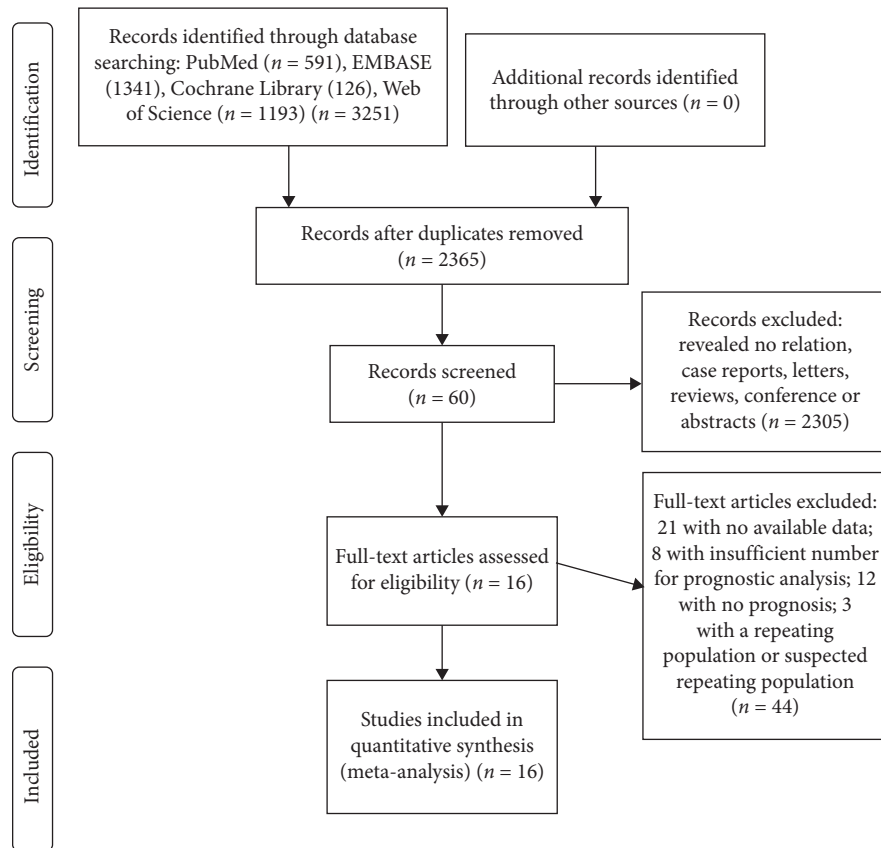 Identification
Records identified through database
searching: PubMed (n = 591), EMBASE
(1341), Cochrane Library (126), Web
of Science (n = 1193) (n = 3251)
Additional records identified
through other sources (n = 0)
Records after duplicates removed
(n = 2365)
Screening
Records screened
(n = 60)
Records excluded:
revealed no relation,
case reports, letters,
reviews, conference or
abstracts (n = 2305)
Eligibility
Full-text articles assessed
for eligibility (n = 16)
Full-text articles excluded:
21 with no available data;
8 with insufficient number
for prognostic analysis; 12
with no prognosis; 3
with a repeating
population or suspected
repeating population
(n = 44)
Included
Studies included in
quantitative synthesis
(meta-analysis) (n = 16)